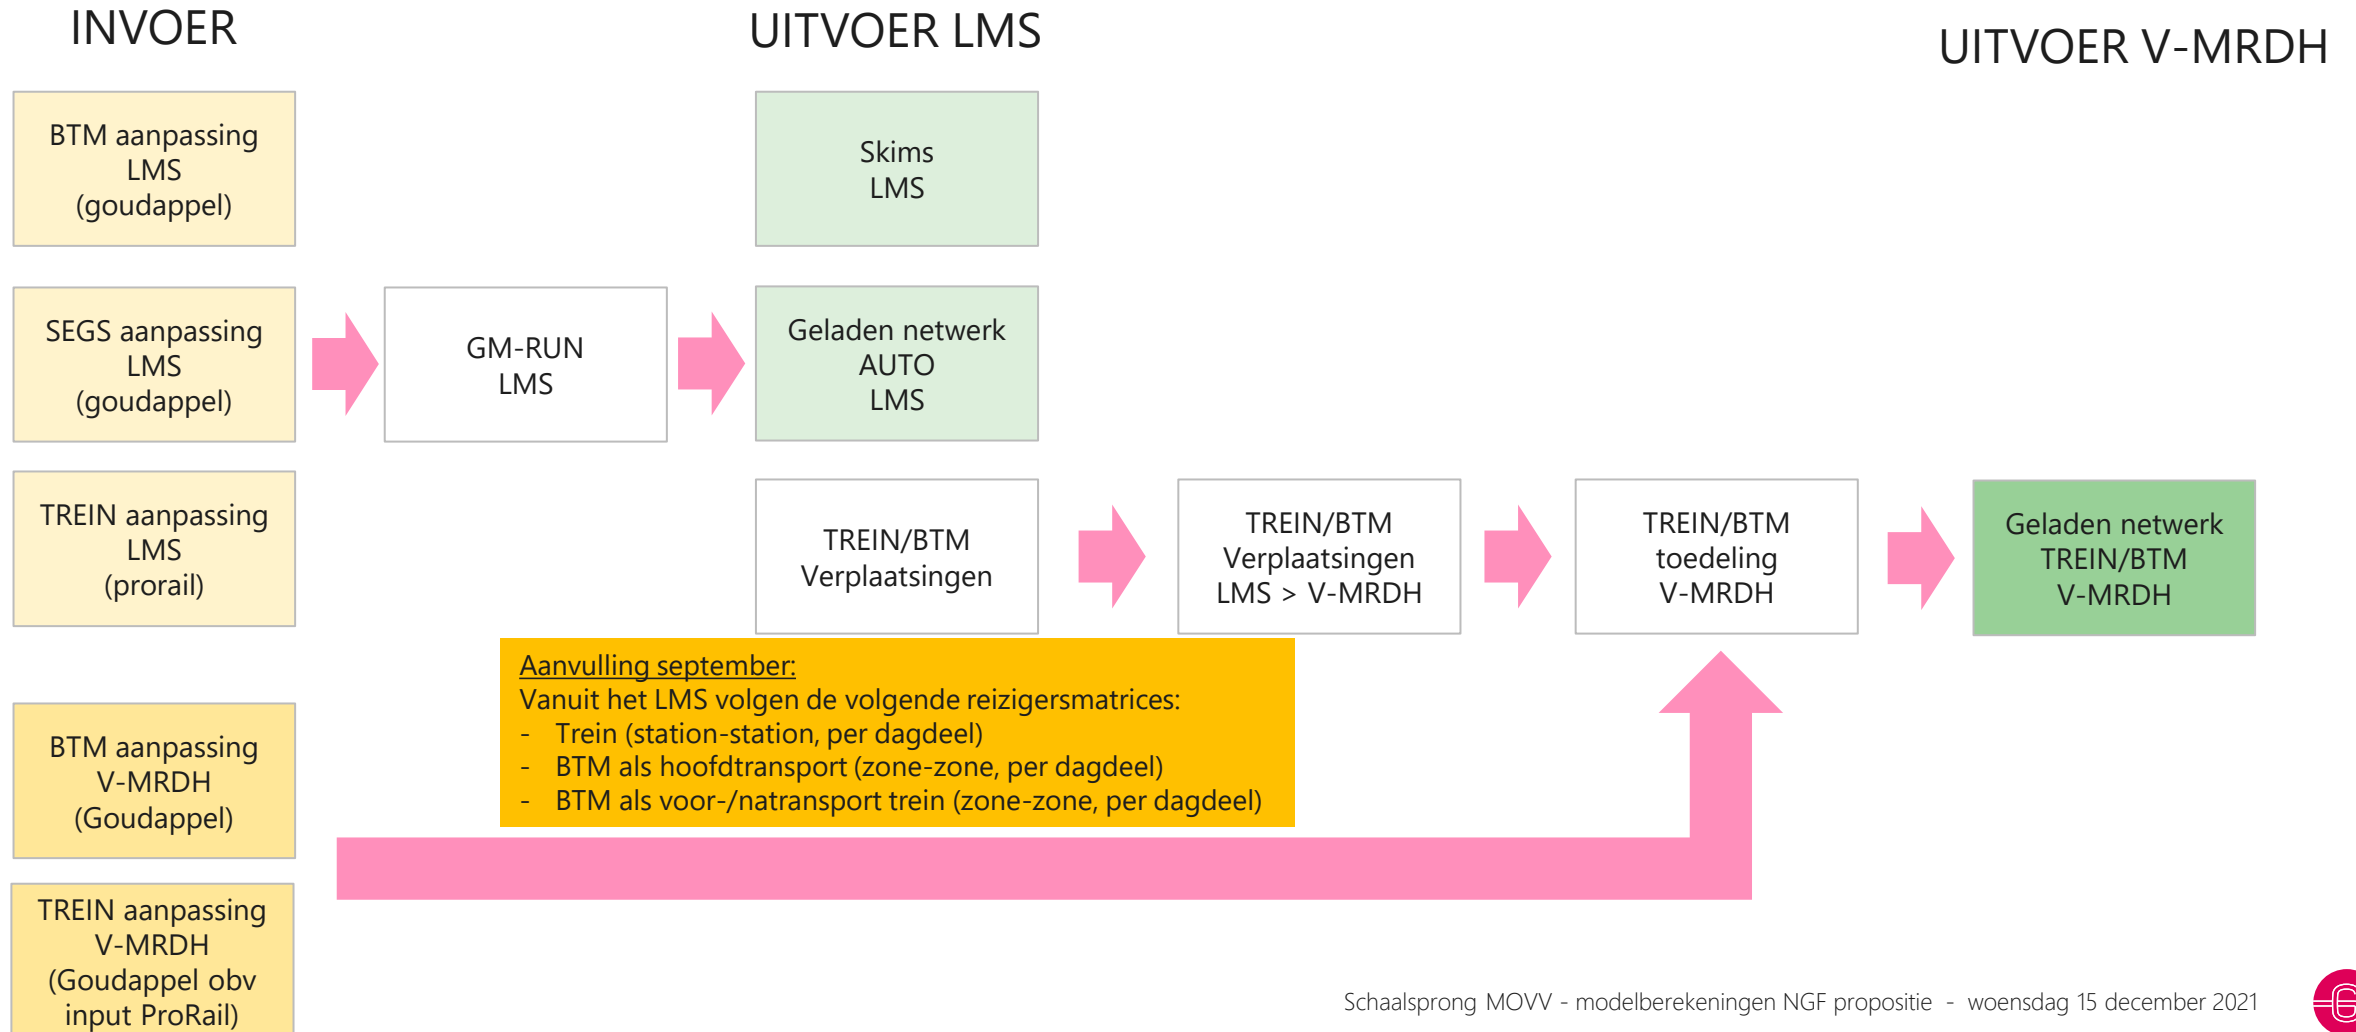 INVOER
UITVOER LMS
UITVOER V-MRDH
BTM aanpassing
LMS
(goudappel)
Skims
LMS
SEGS aanpassing
LMS
(goudappel)
GM-RUN
LMS
Geladen netwerk
AUTO
LMS
TREIN aanpassing
LMS
(prorail)
TREIN/BTM
Verplaatsingen
TREIN/BTM
Verplaatsingen
LMS > V-MRDH
TREIN/BTM
toedeling
V-MRDH
Geladen netwerk
TREIN/BTM
V-MRDH
Aanvulling september:
Vanuit het LMS volgen de volgende reizigersmatrices:
- Trein (station-station, per dagdeel)
- BTM als hoofdtransport (zone-zone, per dagdeel)
- BTM als voor-/natransport trein (zone-zone, per dagdeel)
BTM aanpassing
V-MRDH
(Goudappel)
TREIN aanpassing
V-MRDH
(Goudappel obv
input ProRail)
Schaalsprong MOVV - modelberekeningen NGF propositie - woensdag 15 december 2021